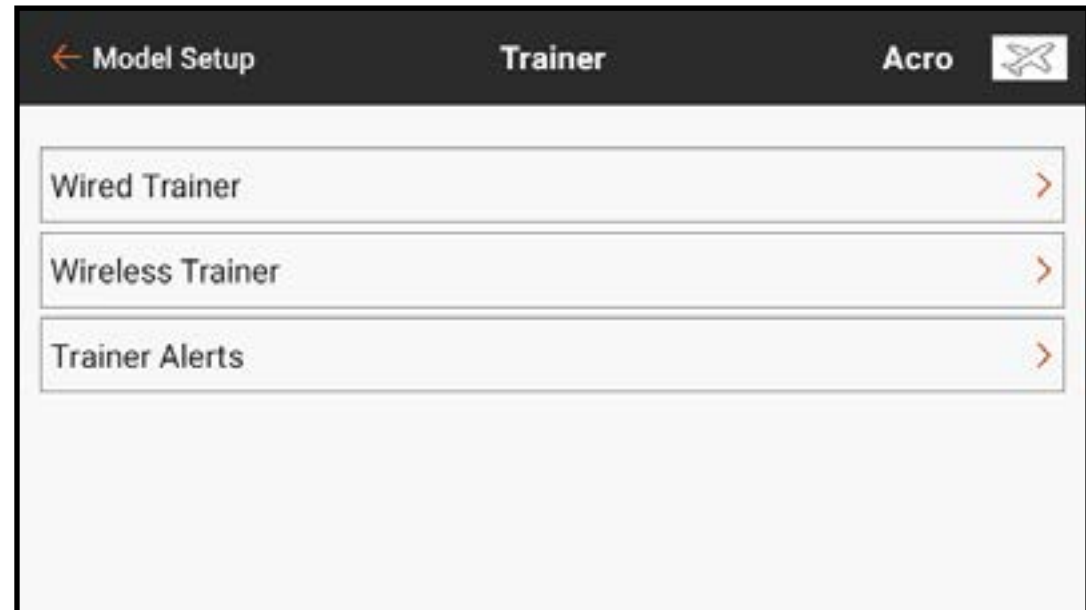 Model Setup Trainer Acro
Wired Trainer
Wireless Trainer
Trainer Alerts